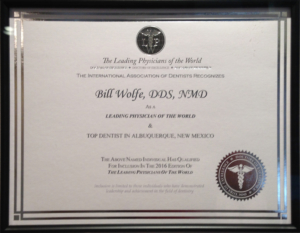 The Leading Physicians of the World
THE INTERNATIONAL ASSOCIATION OF DENTISTS RECOGNIZES
Bill Wolfe, DDS, NMD
AS A
LEADING PHYSICIAN OF THE WORLD
&
TOP DENTIST IN ALBUQUERQUE, NEW MEXICO
THE ABOVE NAMED INDIVIDUAL HAS QUALIFIED
FOR INCLUSION IN THE 2016 EDITION OF
THE LEADING PHYSICIANS OF THE WORLD